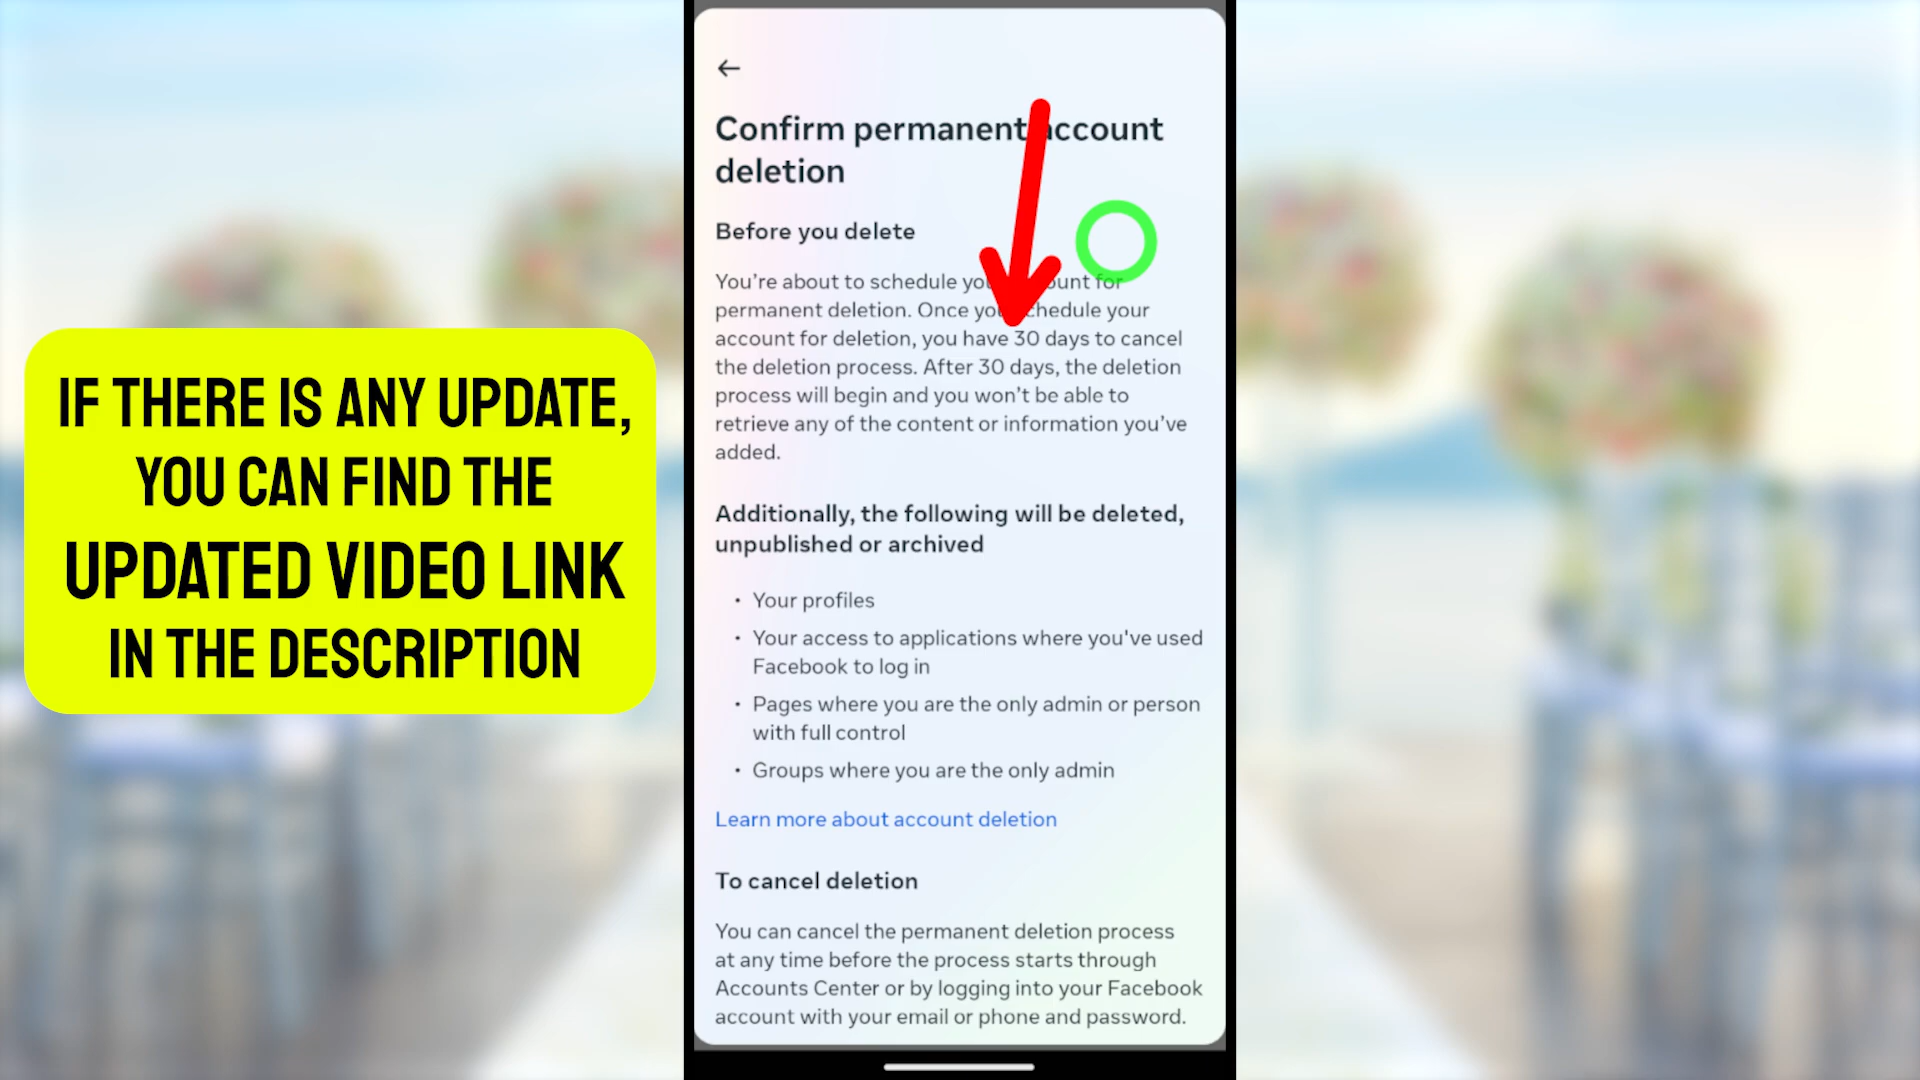 IF THERE IS ANY UPDATE,
YOU CAN FIND THE
UPDATED VIDEO LINK
IN THE DESCRIPTION
Confirm permanent account
deletion
Before you delete
You're about to schedule your account for
permanent deletion. Once you schedule your
account for deletion, you have 30 days to cancel
the deletion process. After 30 days, the deletion
process will begin and you won't be able to
retrieve any of the content or information you've
added.
Additionally, the following will be deleted,
unpublished or archived
• Your profiles
• Your access to applications where you've used
Facebook to log in
• Pages where you are the only admin or person
with full control
• Groups where you are the only admin
Learn more about account deletion
To cancel deletion
You can cancel the permanent deletion process
at any time before the process starts through
Accounts Center or by logging into your Facebook
account with your email or phone and password.